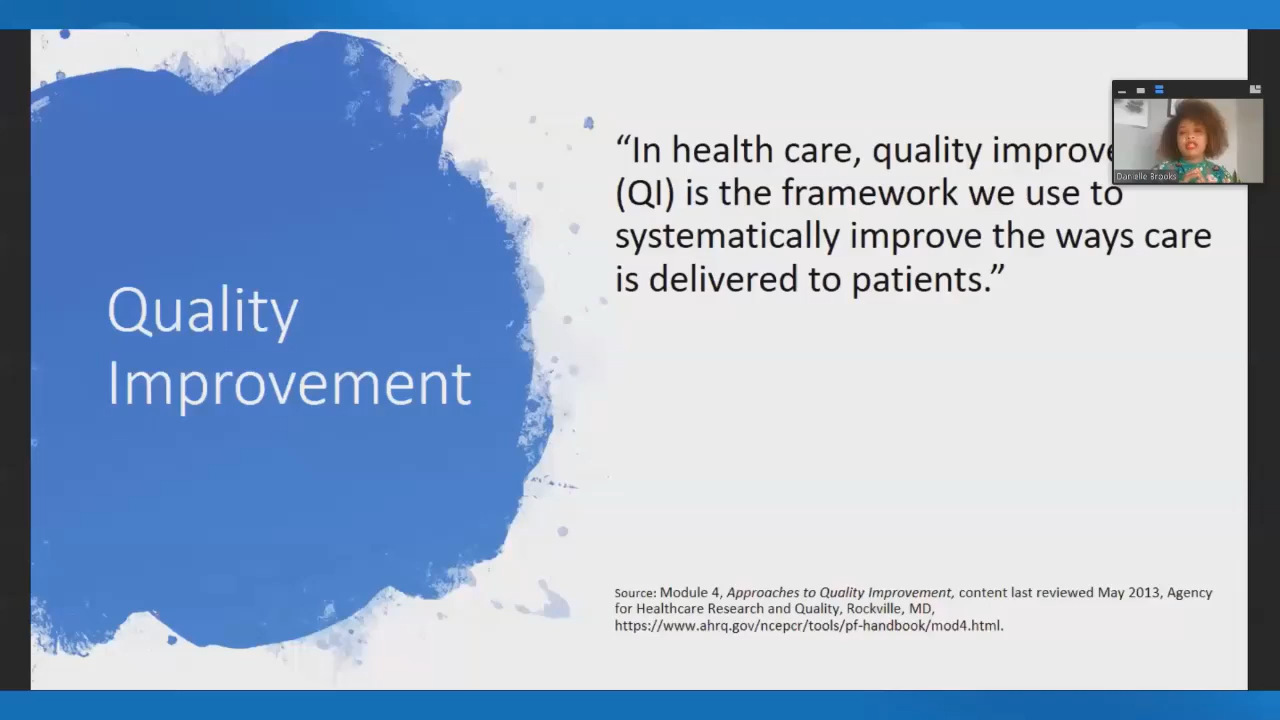 Quality
Improvement
“In health care, quality improve
(QI) is the framework we use to
systematically improve the ways care
is delivered to patients.”
Danielle Brooks
Source: Module 4, Approaches to Quality Improvement, content last reviewed May 2013, Agency
for Healthcare Research and Quality, Rockville, MD,
https://www.ahrq.gov/ncepcr/tools/pf-handbook/mod4.html.